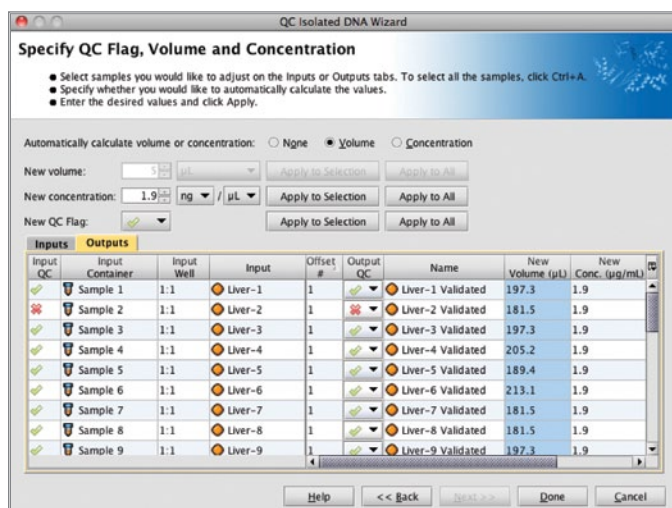 QC Isolated DNA Wizard
Specify QC Flag, Volume and Concentration
● Select samples you would like to adjust on the Inputs or Outputs tabs. To select all the samples, click Ctrl+A.
● Specify whether you would like to automatically calculate the values.
● Enter the desired values and click Apply.
Automatically calculate volume or concentration: None Volume Concentration
New volume: 5 µL Apply to Selection Apply to All
New concentration: 1.9 ng / µL Apply to Selection Apply to All
New QC Flag: Apply to Selection Apply to All
Inputs Outputs
Input QC Input Container Input Well Input Offset # Output QC Name New Volume (µL) New Conc. (µg/mL)
Sample 1 1:1 Liver-1 1 Liver-1 Validated 197.3 1.9
Sample 2 1:1 Liver-2 1 Liver-2 Validated 181.5 1.9
Sample 3 1:1 Liver-3 1 Liver-3 Validated 197.3 1.9
Sample 4 1:1 Liver-4 1 Liver-4 Validated 205.2 1.9
Sample 5 1:1 Liver-5 1 Liver-5 Validated 189.4 1.9
Sample 6 1:1 Liver-6 1 Liver-6 Validated 213.1 1.9
Sample 7 1:1 Liver-7 1 Liver-7 Validated 181.5 1.9
Sample 8 1:1 Liver-8 1 Liver-8 Validated 181.5 1.9
Sample 9 1:1 Liver-9 1 Liver-9 Validated 197.3 1.9
Help << Back Next >> Done Cancel